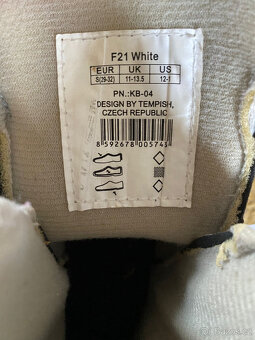 F21 White
EUR UK US
S(29-32) 11-13.5 12-1
PN.:KB-04
DESIGN BY TEMPISH,
CZECH REPUBLIC
8 592678 005743